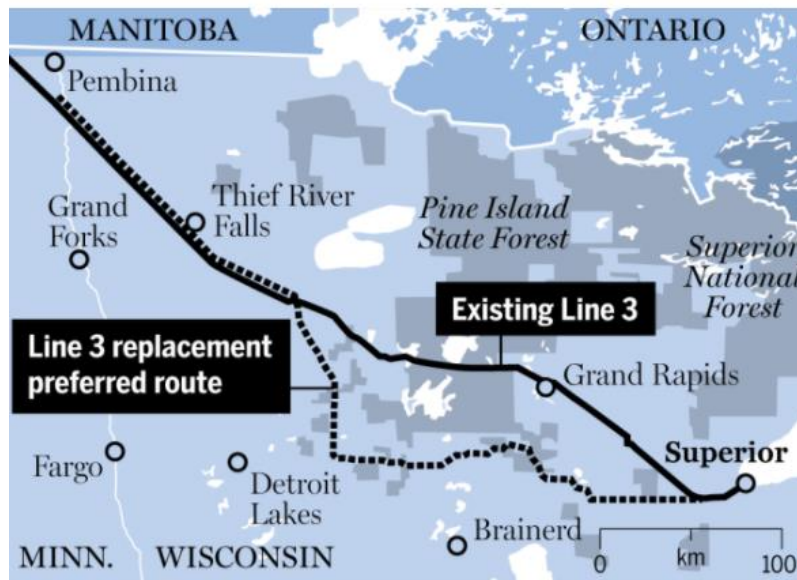 MANITOBA
ONTARIO
Pembina
Thief River
Falls
Grand
Forks
Pine Island
State Forest
Superior
National
Forest
Existing Line 3
Line 3 replacement
preferred route
Grand Rapids
Fargo
Detroit
Lakes
Superior
Brainerd
MINN.
WISCONSIN
0
km
100